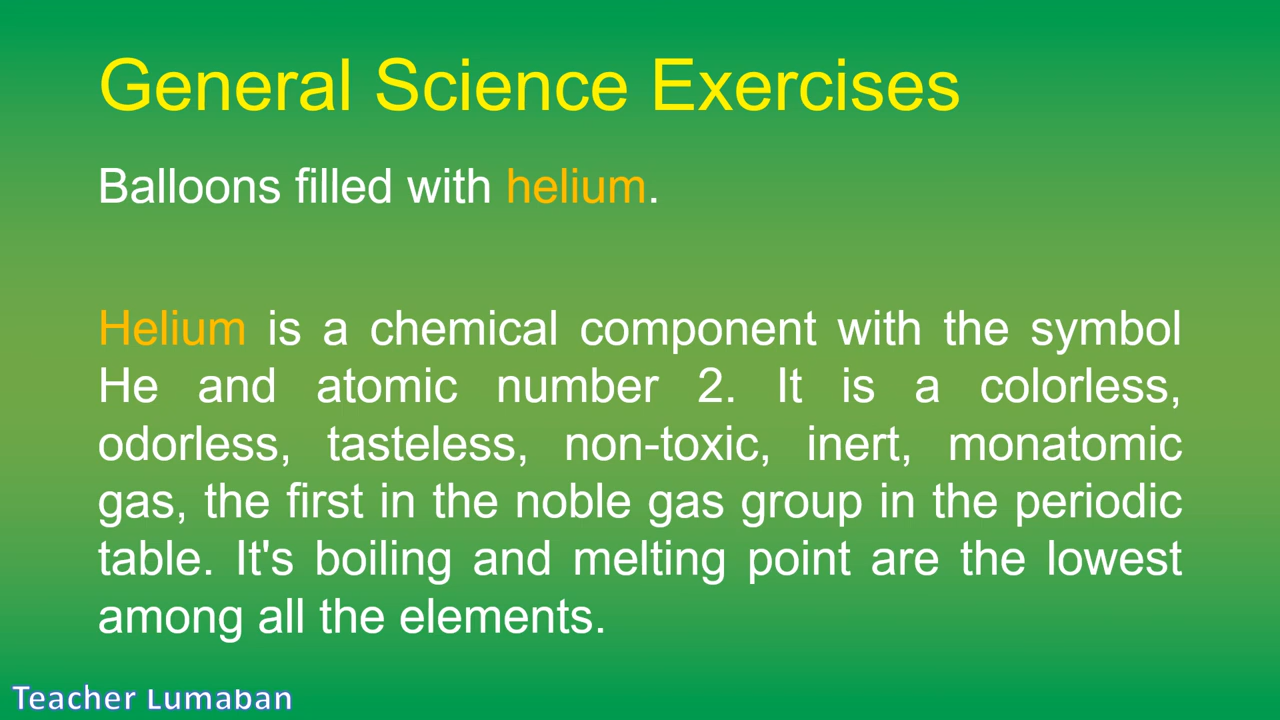 General Science Exercises
Balloons filled with helium.
Helium is a chemical component with the symbol
He and atomic number 2. It is a colorless,
odorless, tasteless, non-toxic, inert, monatomic
gas, the first in the noble gas group in the periodic
table. It's boiling and melting point are the lowest
among all the elements.
Teacher Lumaban